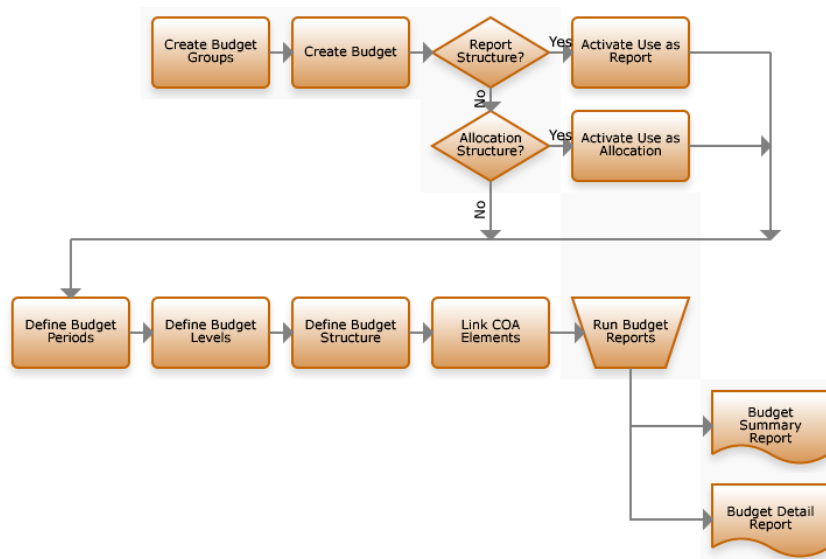 Create Budget
Groups
Create Budget
Report
Structure?
Yes
Activate Use as
Report
No
Allocation
Structure?
Yes
Activate Use as
Allocation
No
Define Budget
Periods
Define Budget
Levels
Define Budget
Structure
Link COA
Elements
Run Budget
Reports
Budget
Summary
Report
Budget Detail
Report